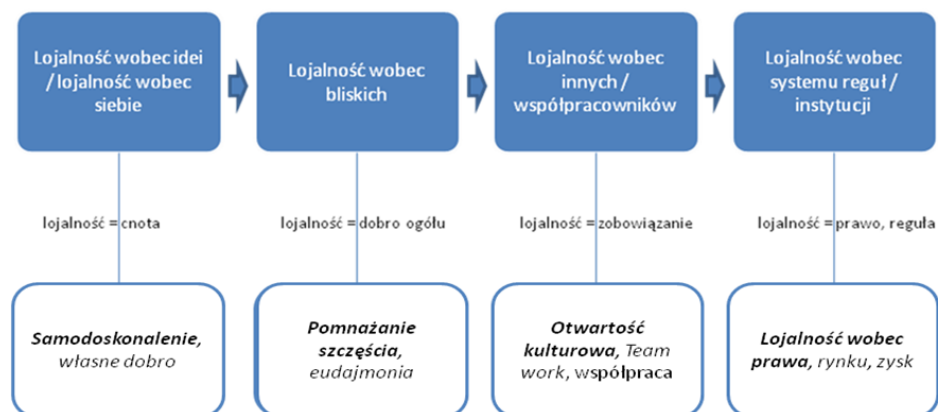 Lojalność wobec idei
/ lojalność wobec
siebie
Lojalność wobec
bliskich
Lojalność wobec
innych /
współpracowników
Lojalność wobec
systemu reguł /
instytucji
lojalność = cnota
lojalność = dobro ogółu
lojalność = zobowiązanie
lojalność = prawo, reguła
Samodoskonalenie,
własne dobro
Pomnażanie
szczęścia,
eudajmonia
Otwartość
kulturowa, Team
work, współpraca
Lojalność wobec
prawa, rynku, zysk